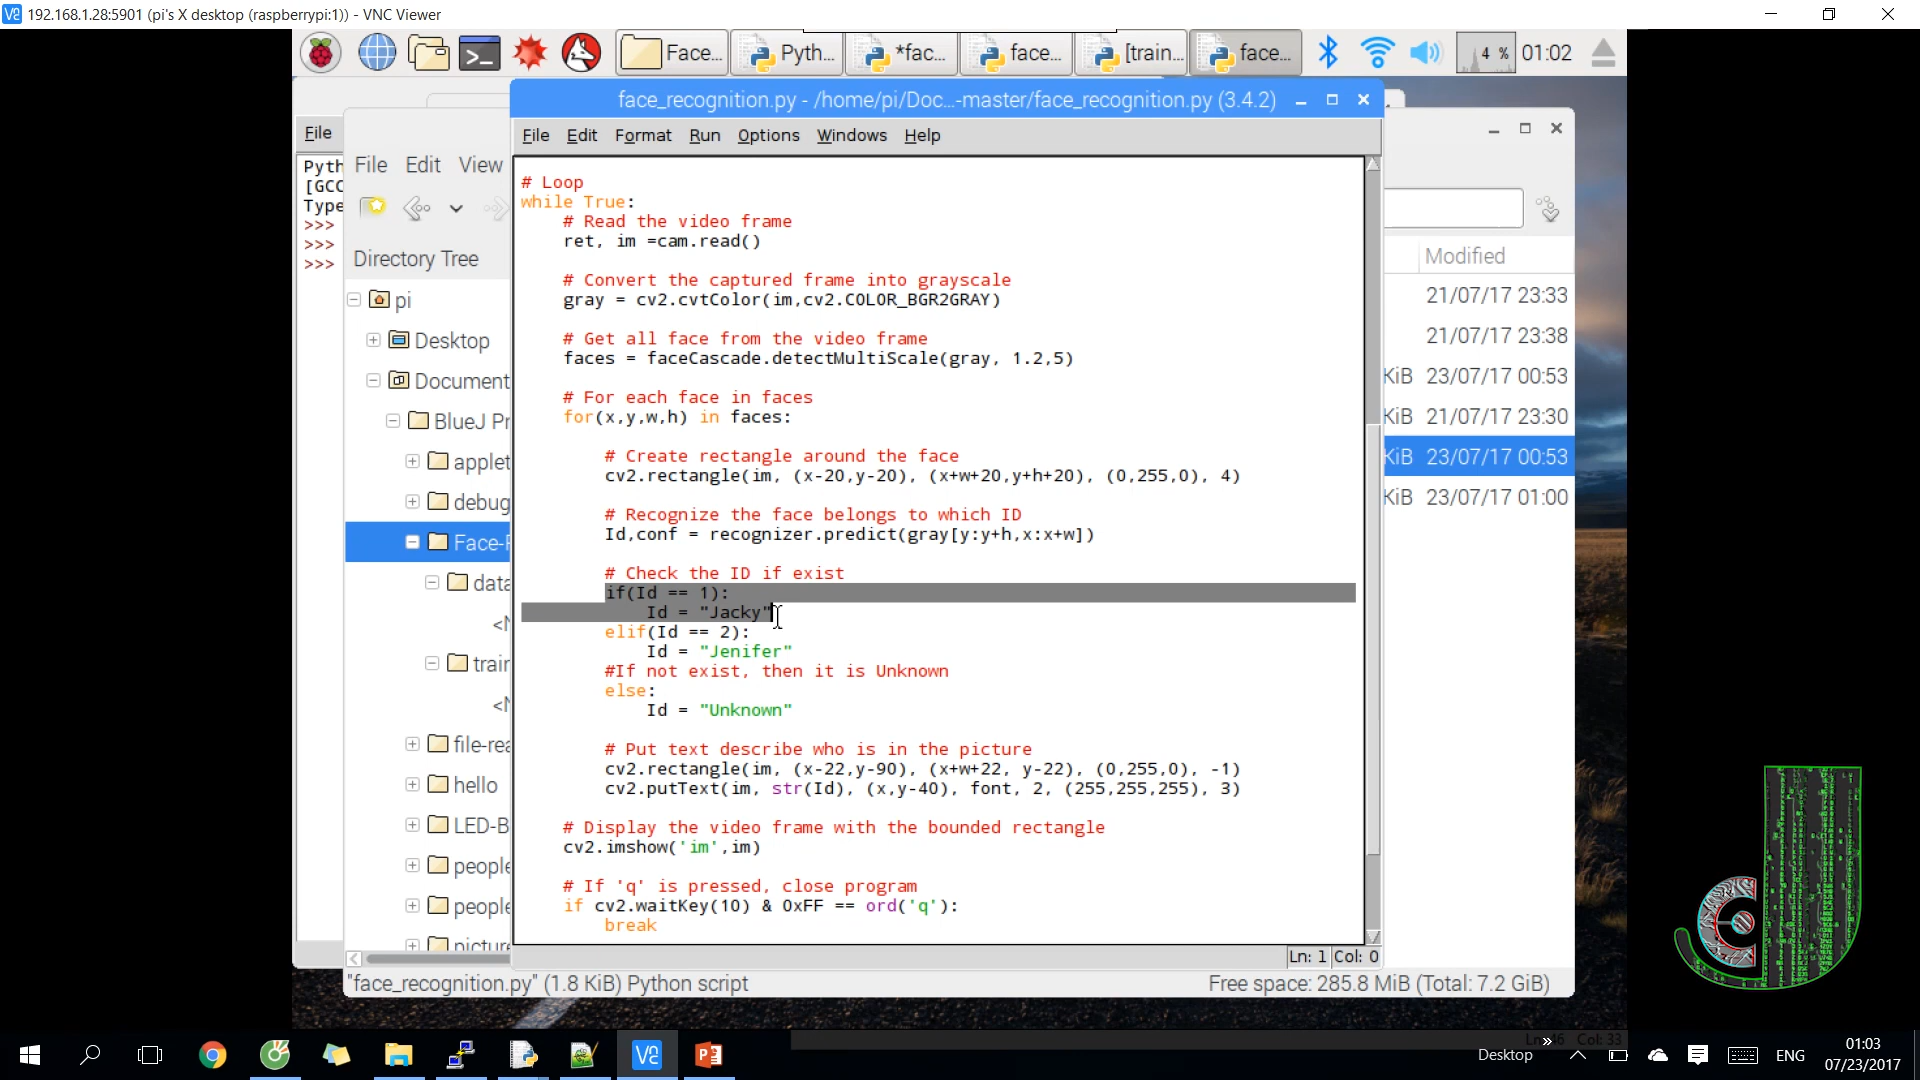 192.168.1.28:5901 (pi's X desktop (raspberrypi:1)) - VNC Viewer
Face... Pyth... *fac... face... [train... face... 4 % 01:02
face_recognition.py - /home/pi/Doc...-master/face_recognition.py (3.4.2)
File Edit Format Run Options Windows Help
# Loop
while True:
# Read the video frame
ret, im =cam.read()
# Convert the captured frame into grayscale
gray = cv2.cvtColor(im,cv2.COLOR_BGR2GRAY)
# Get all face from the video frame
faces = faceCascade.detectMultiScale(gray, 1.2,5)
# For each face in faces
for(x,y,w,h) in faces:
# Create rectangle around the face
cv2.rectangle(im, (x-20,y-20), (x+w+20,y+h+20), (0,255,0), 4)
# Recognize the face belongs to which ID
Id,conf = recognizer.predict(gray[y:y+h,x:x+w])
# Check the ID if exist
if(Id == 1):
Id = "Jacky"
elif(Id == 2):
Id = "Jenifer"
#If not exist, then it is Unknown
else:
Id = "Unknown"
# Put text describe who is in the picture
cv2.rectangle(im, (x-22,y-90), (x+w+22, y-22), (0,255,0), -1)
cv2.putText(im, str(Id), (x,y-40), font, 2, (255,255,255), 3)
# Display the video frame with the bounded rectangle
cv2.imshow('im',im)
# If 'q' is pressed, close program
if cv2.waitKey(10) & 0xFF == ord('q'):
break
Ln: 1 Col: 0
File
Pyth
[GCC
Type
>>>
>>>
>>>
File Edit View
Directory Tree
pi
Desktop
Document
BlueJ Pr
applet
debug
Face-
data
<N
train
<N
file-rea
hello
LED-B
people
people
picture
Modified
21/07/17 23:33
21/07/17 23:38
KiB 23/07/17 00:53
KiB 21/07/17 23:30
KiB 23/07/17 00:53
KiB 23/07/17 01:00
"face_recognition.py" (1.8 KiB) Python script
Free space: 285.8 MiB (Total: 7.2 GiB)
Col: 33
Desktop
ENG
01:03
07/23/2017